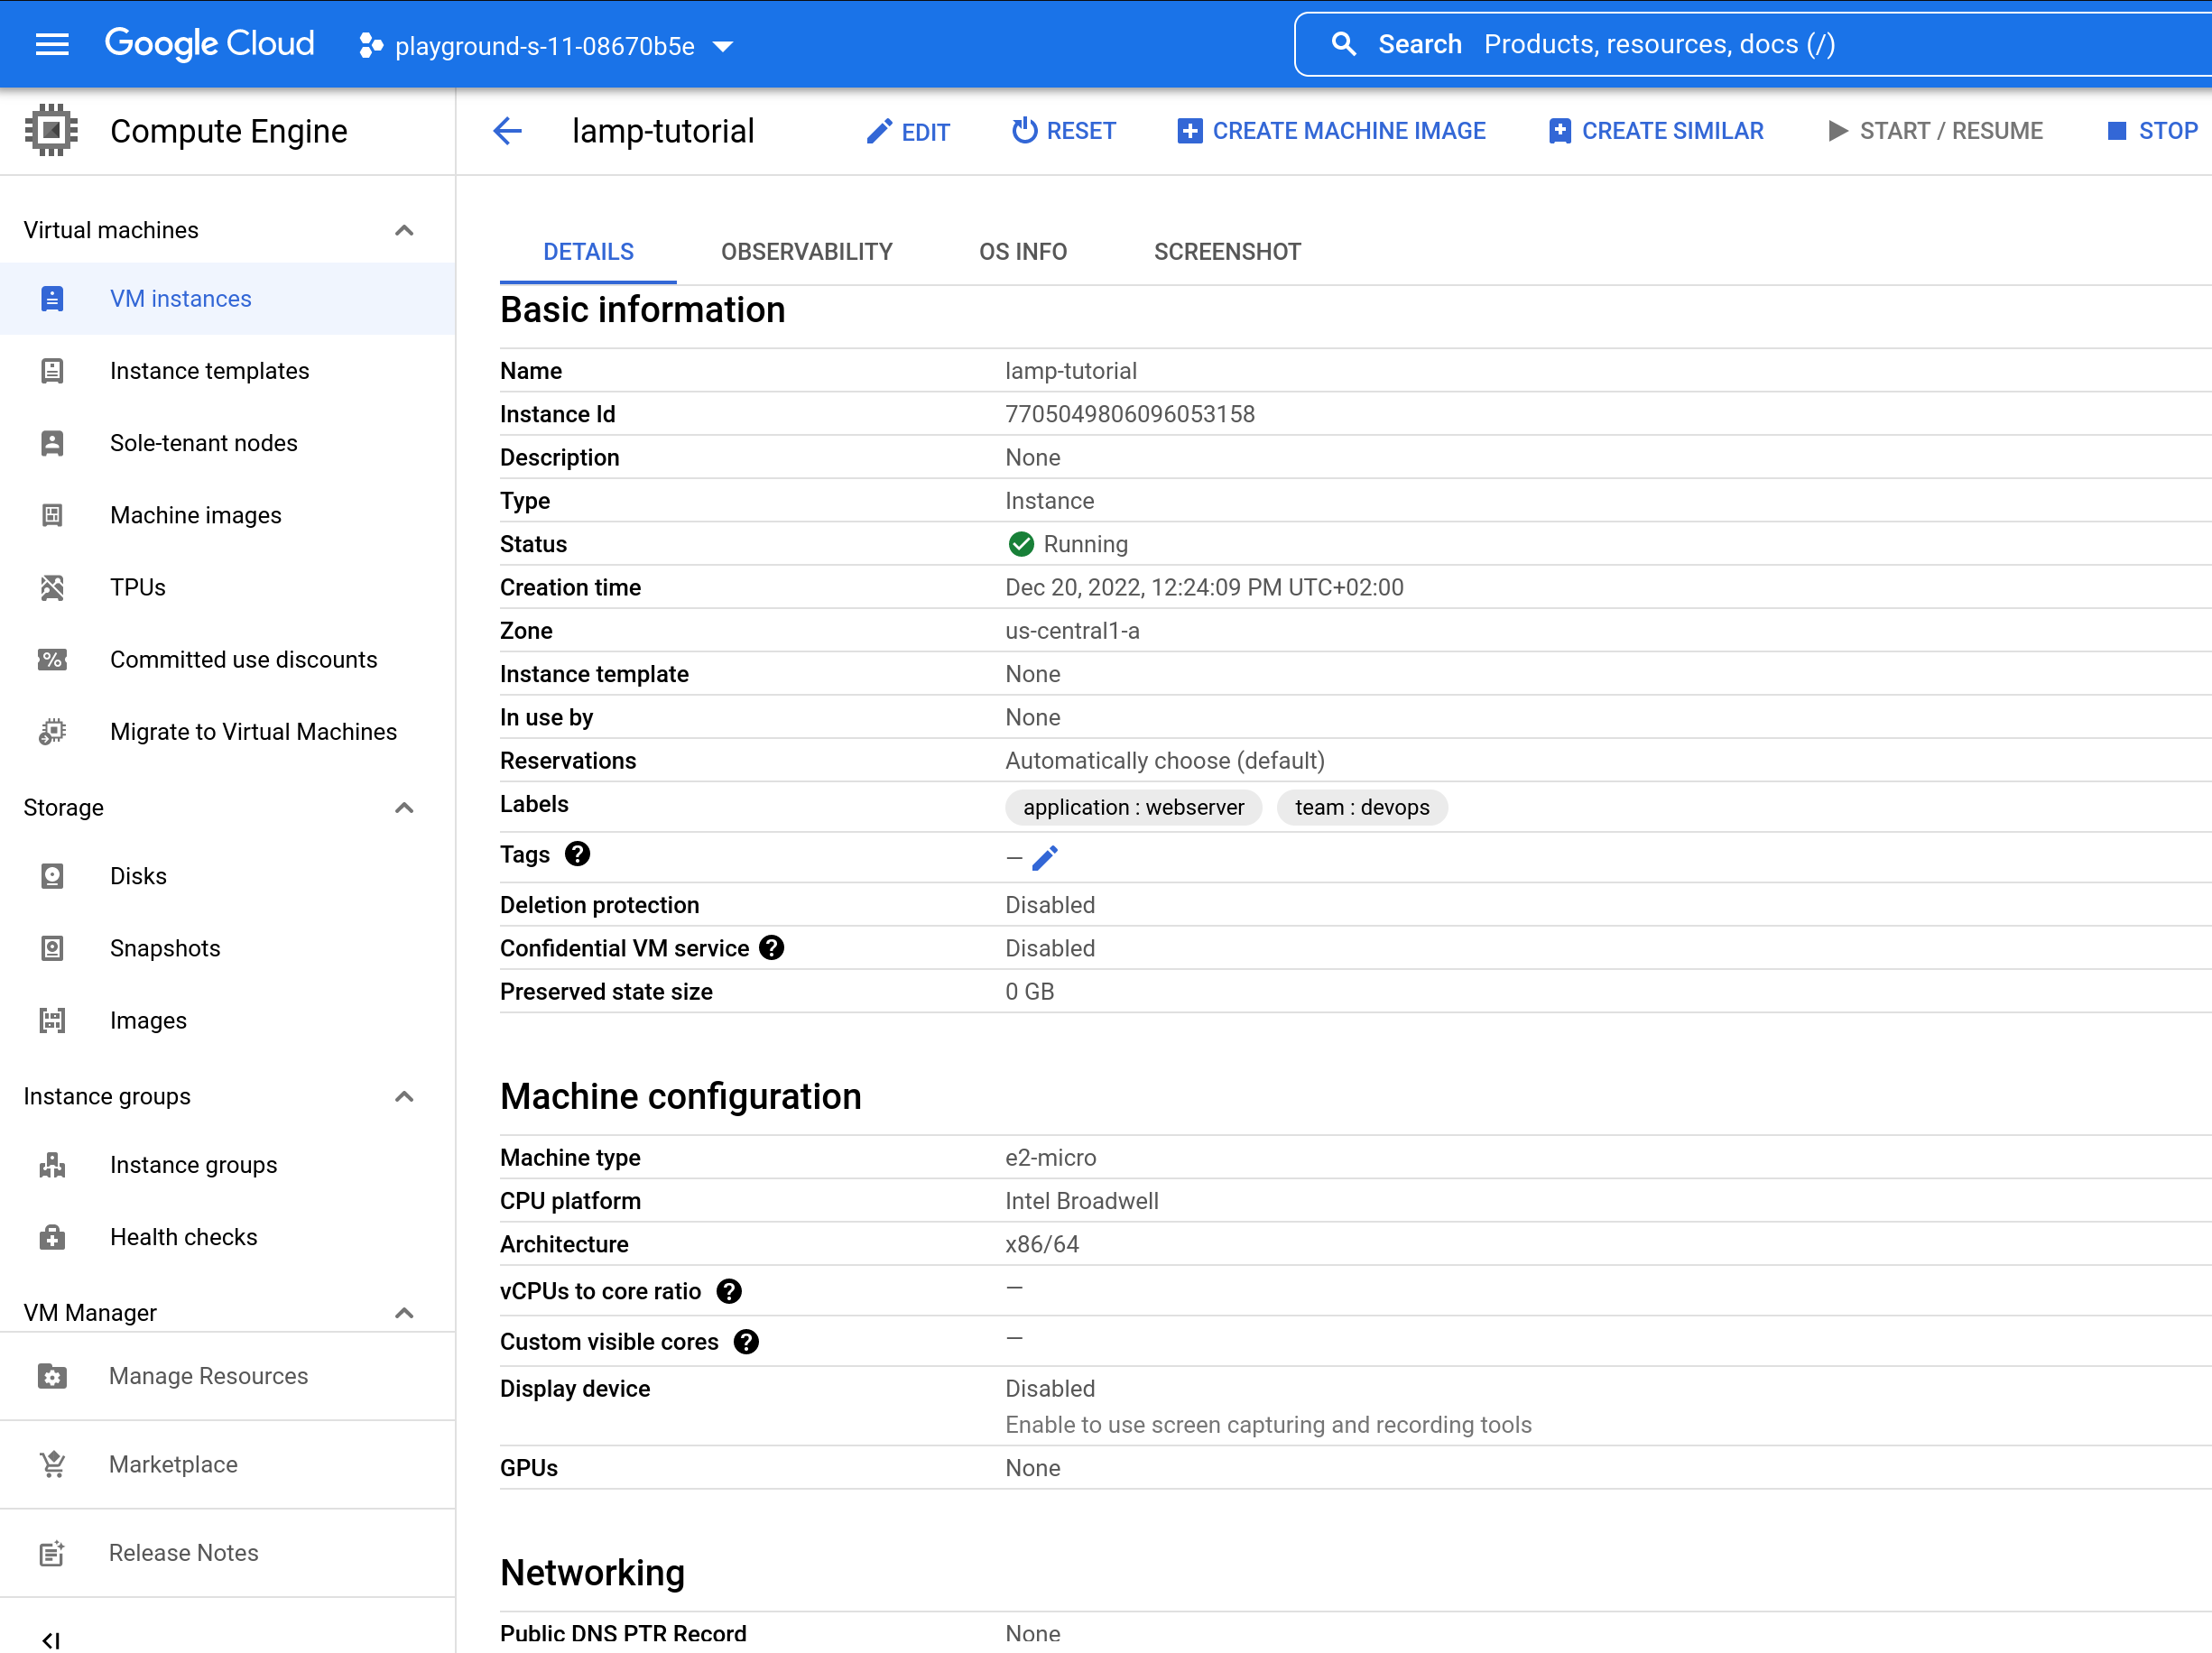 Google Cloud playground-s-11-08670b5e Search Products, resources, docs (/)
Compute Engine
lamp-tutorial EDIT RESET CREATE MACHINE IMAGE CREATE SIMILAR START / RESUME STOP
Virtual machines
VM instances
Instance templates
Sole-tenant nodes
Machine images
TPUs
Committed use discounts
Migrate to Virtual Machines
Storage
Disks
Snapshots
Images
Instance groups
Instance groups
Health checks
VM Manager
Manage Resources
Marketplace
Release Notes
DETAILS OBSERVABILITY OS INFO SCREENSHOT
Basic information
Name lamp-tutorial
Instance Id 7705049806096053158
Description None
Type Instance
Status Running
Creation time Dec 20, 2022, 12:24:09 PM UTC+02:00
Zone us-central1-a
Instance template None
In use by None
Reservations Automatically choose (default)
Labels application : webserver team : devops
Tags —
Deletion protection Disabled
Confidential VM service Disabled
Preserved state size 0 GB
Machine configuration
Machine type e2-micro
CPU platform Intel Broadwell
Architecture x86/64
vCPUs to core ratio —
Custom visible cores —
Display device Disabled
Enable to use screen capturing and recording tools
GPUs None
Networking
Public DNS PTR Record None